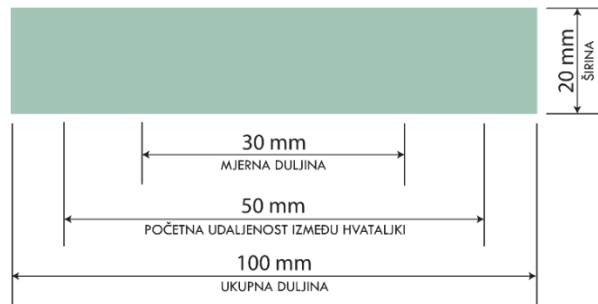 20 mm
ŠIRINA
30 mm
MJERNA DULJINA
50 mm
POČETNA UDALJENOST IZMEĐU HVATALJKI
100 mm
UKUPNA DULJINA